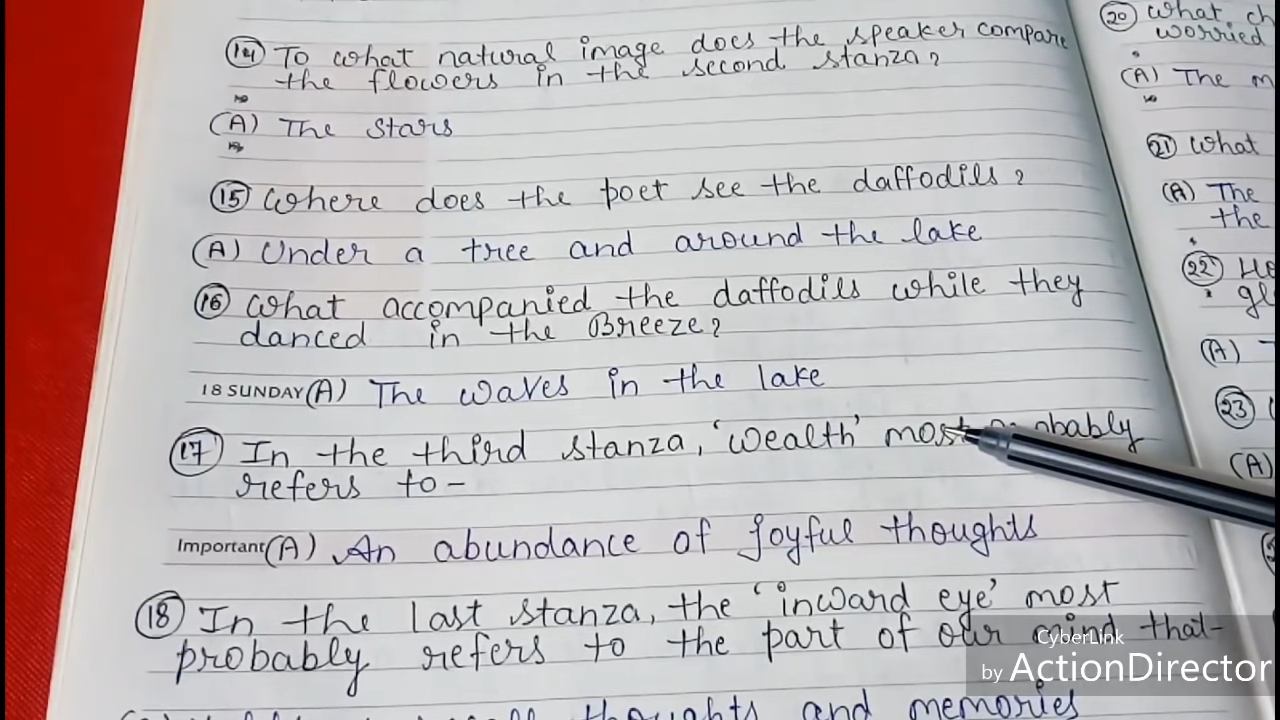 (14) To what natural image does the speaker compare
the flowers in the second stanza?
(A) The stars
(15) Where does the poet see the daffodils?
(A) Under a tree and around the lake
(16) What accompanied the daffodils while they
danced in the Breeze?
18 SUNDAY (A) The waves in the lake
(17) In the third stanza, 'wealth' most probably
refers to-
Important (A) An abundance of joyful thoughts
(18) In the last stanza, the 'inward eye' most
probably refers to the part of our mind that-
thoughts and memories
(20) What
worried
(A) The
(21) What
(A) The
the
(22)
(A)
(23)
(A)
CyberLink
by ActionDirector